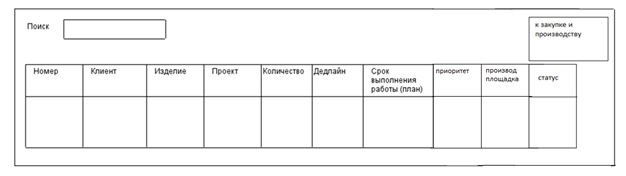 Поиск
к закупке и
производству
Номер
Клиент
Изделие
Проект
Количество
Дедлайн
Срок
выполнения
работы (план)
приоритет
производ
площадка
статус